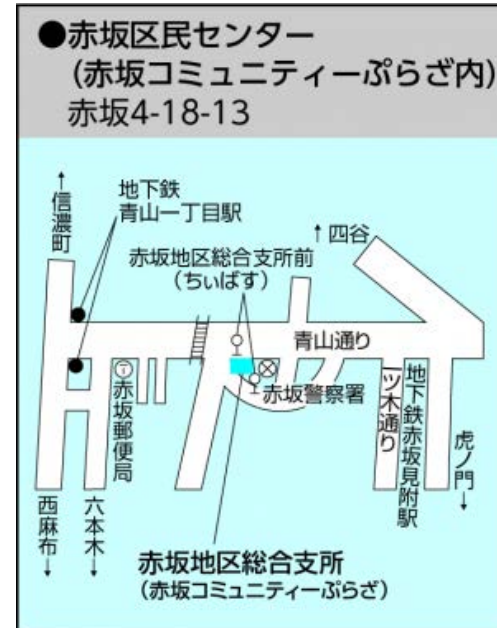 ●赤坂区民センター
(赤坂コミュニティーぷらざ内)
赤坂4-18-13
↑信濃町
地下鉄
青山一丁目駅
↑四谷
赤坂地区総合支所前
(ちぃばす)
青山通り
赤坂警察署
〒赤坂郵便局
一ツ木通り
地下鉄赤坂見附駅
虎ノ門↓
西麻布↓
六本木↓
赤坂地区総合支所
(赤坂コミュニティーぷらざ)